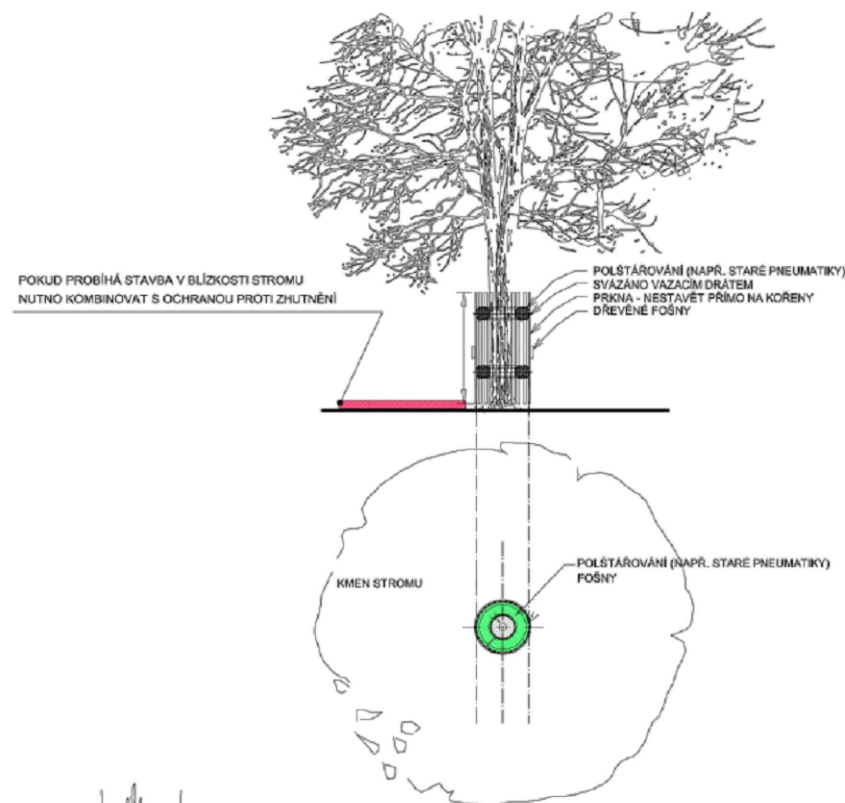 POKUD PROBÍHÁ STAVBA V BLÍZKOSTI STROMU
NUTNO KOMBINOVAT S OCHRANOU PROTI ZHUTNĚNÍ
POLŠTÁŘOVÁNÍ (NAPŘ. STARÉ PNEUMATIKY)
SVÁZÁNO VAZACÍM DRÁTEM
PRKNA - NESTAVĚT PŘÍMO NA KOŘENY
DŘEVĚNÉ FOŠNY
POLŠTÁŘOVÁNÍ (NAPŘ. STARÉ PNEUMATIKY)
FOŠNY
KMEN STROMU